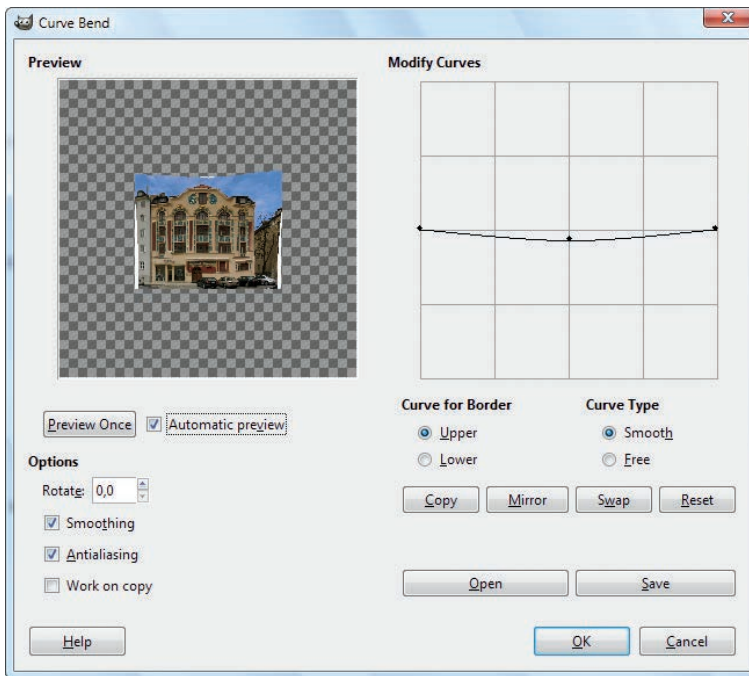 Curve Bend
Preview
Modify Curves
Preview Once
Automatic preview
Curve for Border
Curve Type
Upper
Smooth
Lower
Free
Options
Rotate: 0,0
Copy
Mirror
Swap
Reset
Smoothing
Antialiasing
Work on copy
Open
Save
Help
OK
Cancel